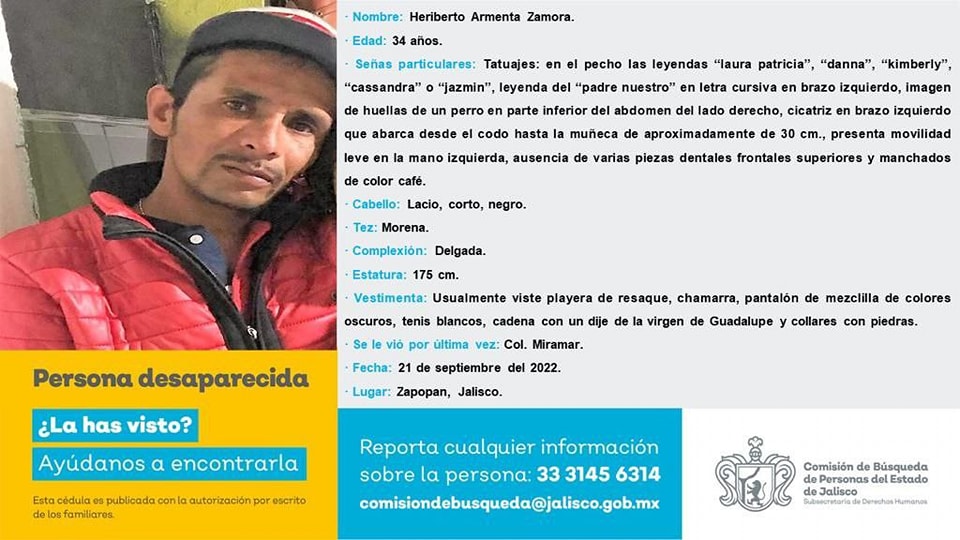 · Nombre: Heriberto Armenta Zamora.
· Edad: 34 años.
· Señas particulares: Tatuajes: en el pecho las leyendas “laura patricia”, “danna”, “kimberly”,
“cassandra” o “jazmin”, leyenda del “padre nuestro” en letra cursiva en brazo izquierdo, imagen
de huellas de un perro en parte inferior del abdomen del lado derecho, cicatriz en brazo izquierdo
que abarca desde el codo hasta la muñeca de aproximadamente de 30 cm., presenta movilidad
leve en la mano izquierda, ausencia de varias piezas dentales frontales superiores y manchados
de color café.
· Cabello: Lacio, corto, negro.
· Tez: Morena.
· Complexión: Delgada.
· Estatura: 175 cm.
· Vestimenta: Usualmente viste playera de resaque, chamarra, pantalón de mezclilla de colores
oscuros, tenis blancos, cadena con un dije de la virgen de Guadalupe y collares con piedras.
· Se le vió por última vez: Col. Miramar.
· Fecha: 21 de septiembre del 2022.
· Lugar: Zapopan, Jalisco.
Persona desaparecida
¿La has visto?
Ayúdanos a encontrarla
Esta cédula es publicada con la autorización por escrito
de los familiares.
Reporta cualquier información
sobre la persona: 33 3145 6314
comisiondebusqueda@jalisco.gob.mx
Comisión de Búsqueda
de Personas del Estado
de Jalisco
Subsecretaría de Derechos Humanos